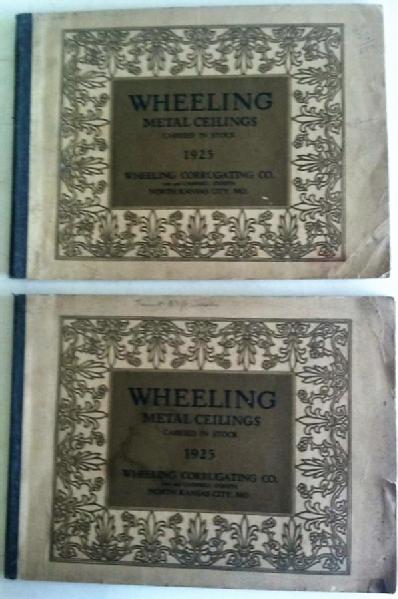 WHEELING
METAL CEILINGS
CARRIED IN STOCK
1925
WHEELING CORRUGATING CO.
NORTH KANSAS CITY, MO.
WHEELING
METAL CEILINGS
CARRIED IN STOCK
1925
WHEELING CORRUGATING CO.
NORTH KANSAS CITY, MO.